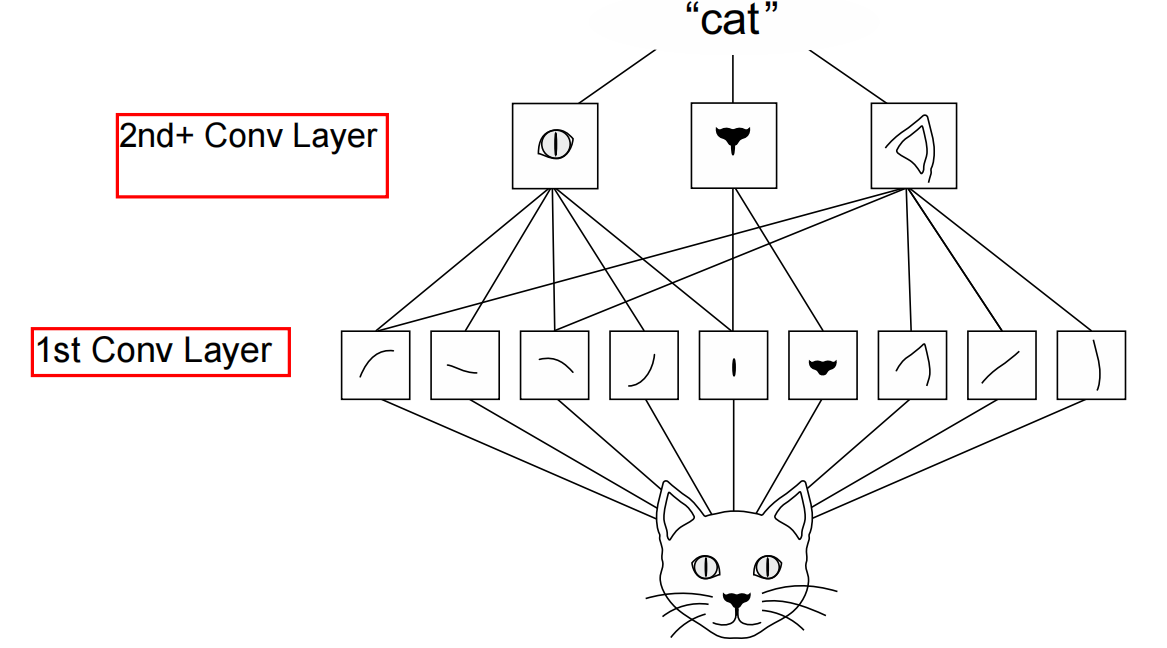 “cat”
2nd+ Conv Layer
1st Conv Layer